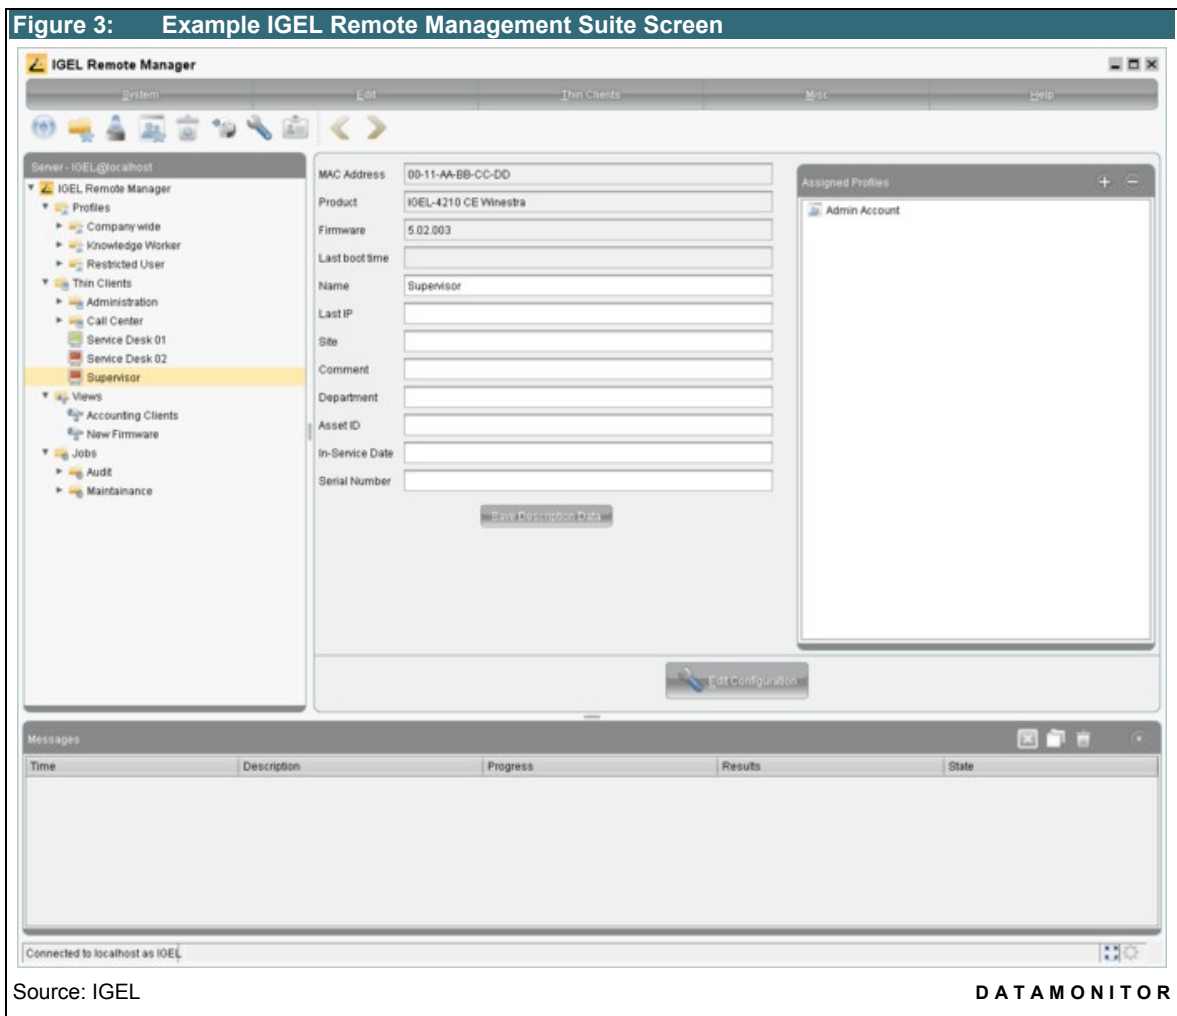 Figure 3: Example IGEL Remote Management Suite Screen
IGEL Remote Manager
System Edit Thin Clients Misc Help
Server - IGEL@localhost
IGEL Remote Manager
Profiles
Company wide
Knowledge Worker
Restricted User
Thin Clients
Administration
Call Center
Service Desk 01
Service Desk 02
Supervisor
Views
Accounting Clients
New Firmware
Jobs
Audit
Maintainance
MAC Address 00-11-AA-BB-CC-DD
Product IGEL-4210 CE Winestra
Firmware 5.02.003
Last boot time
Name Supervisor
Last IP
Site
Comment
Department
Asset ID
In-Service Date
Serial Number
Save Description Data
Assigned Profiles
Admin Account
Edit Configuration
Messages
Time Description Progress Results State
Connected to localhost as IGEL
Source: IGEL
DATAMONITOR